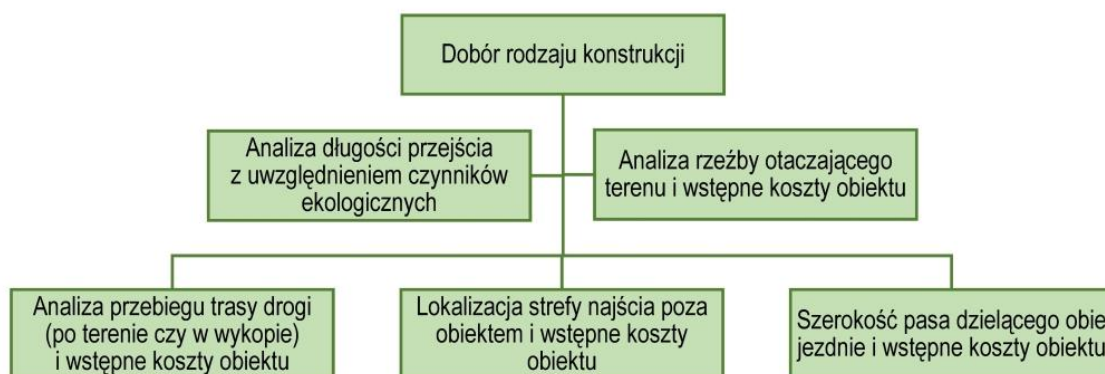 Dobór rodzaju konstrukcji
Analiza długości przejścia
z uwzględnieniem czynników
ekologicznych
Analiza rzeźby otaczającego
terenu i wstępne koszty obiektu
Analiza przebiegu trasy drogi
(po terenie czy w wykopie)
i wstępne koszty obiektu
Lokalizacja strefy najścia poza
obiektem i wstępne koszty
obiektu
Szerokość pasa dzielącego obie
jezdnie i wstępne koszty obiektu